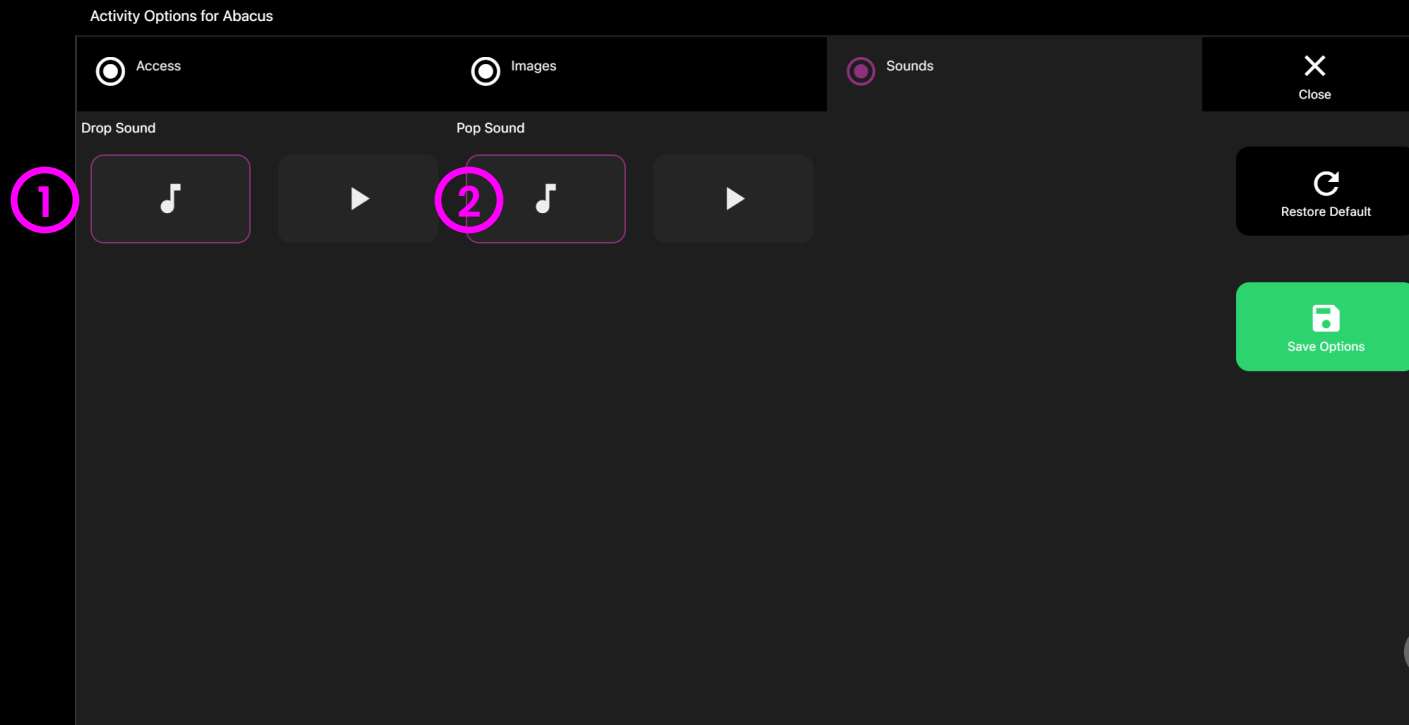 Activity Options for Abacus
Access
Images
Sounds
Close
Drop Sound
Pop Sound
1
2
Restore Default
Save Options